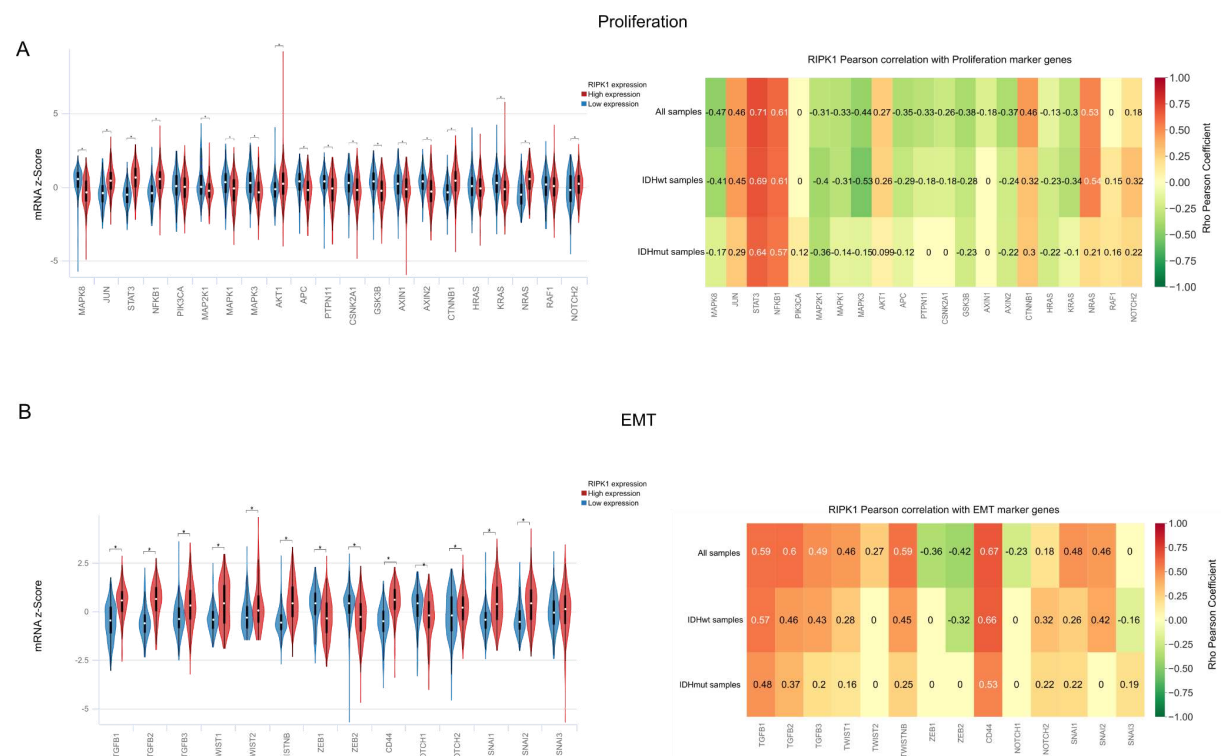 Proliferation
A
5
0
-5
mRNA z-Score
RIPK1 expression
High expression
Low expression
MAPK8
JUN
STAT3
NFKB1
PIK3CA
MAP2K1
MAPK1
MAPK3
AKT1
APC
PTPN11
CSNK2A1
GSK3B
AXIN1
AXIN2
CTNNB1
HRAS
KRAS
NRAS
RAF1
NOTCH2
RIPK1 Pearson correlation with Proliferation marker genes
All samples -0.47 0.46 0.71 0.61 0 -0.31 -0.33 -0.44 0.27 -0.35 -0.33 -0.26 -0.38 -0.18 -0.37 0.46 -0.13 -0.3 0.53 0 0.18
IDHwt samples -0.41 0.45 0.69 0.61 0 -0.4 -0.31 -0.53 0.26 -0.29 -0.18 -0.18 -0.28 0 -0.24 0.32 -0.23 -0.34 0.54 0.15 0.32
IDHmut samples -0.17 0.29 0.64 0.57 0.12 -0.36 -0.14 -0.15 0.099 -0.12 0 0 -0.23 0 -0.22 0.3 -0.22 -0.1 0.21 0.16 0.22
MAPK8
JUN
STAT3
NFKB1
PIK3CA
MAP2K1
MAPK1
MAPK3
AKT1
APC
PTPN11
CSNK2A1
GSK3B
AXIN1
AXIN2
CTNNB1
HRAS
KRAS
NRAS
RAF1
NOTCH2
1.00
0.75
0.50
0.25
0.00
-0.25
-0.50
-0.75
-1.00
Rho Pearson Coefficient
B
EMT
5
2.5
0
-2.5
-5
mRNA z-Score
RIPK1 expression
High expression
Low expression
TGFB1
TGFB2
TGFB3
WIST1
WIST2
ISTNB
ZEB1
ZEB2
CD44
OTCH1
OTCH2
SNAI1
SNAI2
SNAI3
RIPK1 Pearson correlation with EMT marker genes
All samples 0.59 0.6 0.49 0.46 0.27 0.59 -0.36 -0.42 0.67 -0.23 0.18 0.48 0.46 0
IDHwt samples 0.57 0.46 0.43 0.28 0 0.45 0 -0.32 0.66 0 0.32 0.26 0.42 -0.16
IDHmut samples 0.48 0.37 0.2 0.16 0 0.25 0 0 0.53 0 0.22 0.22 0 0.19
TGFB1
TGFB2
TGFB3
TWIST1
TWIST2
TWISTNB
ZEB1
ZEB2
CD44
NOTCH1
NOTCH2
SNAI1
SNAI2
SNAI3
1.00
0.75
0.50
0.25
0.00
-0.25
-0.50
-0.75
-1.00
Rho Pearson Coefficient